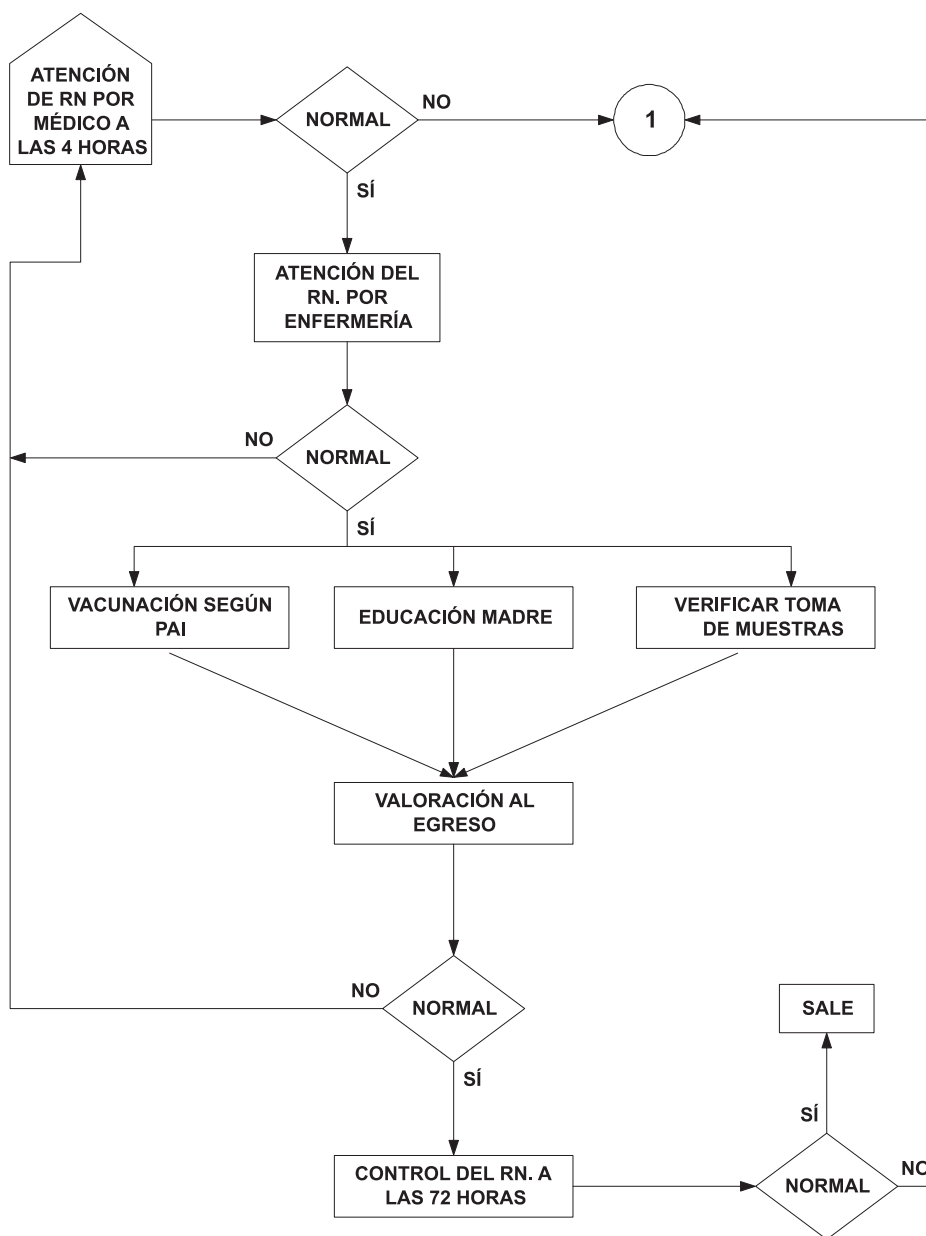 ATENCIÓN
DE RN POR
MÉDICO A
LAS 4 HORAS
NORMAL
NO
1
SÍ
ATENCIÓN DEL
RN. POR
ENFERMERÍA
NO
NORMAL
SÍ
VACUNACIÓN SEGÚN
PAI
EDUCACIÓN MADRE
VERIFICAR TOMA
DE MUESTRAS
VALORACIÓN AL
EGRESO
NO
NORMAL
SÍ
SALE
SÍ
CONTROL DEL RN. A
LAS 72 HORAS
NORMAL
NO